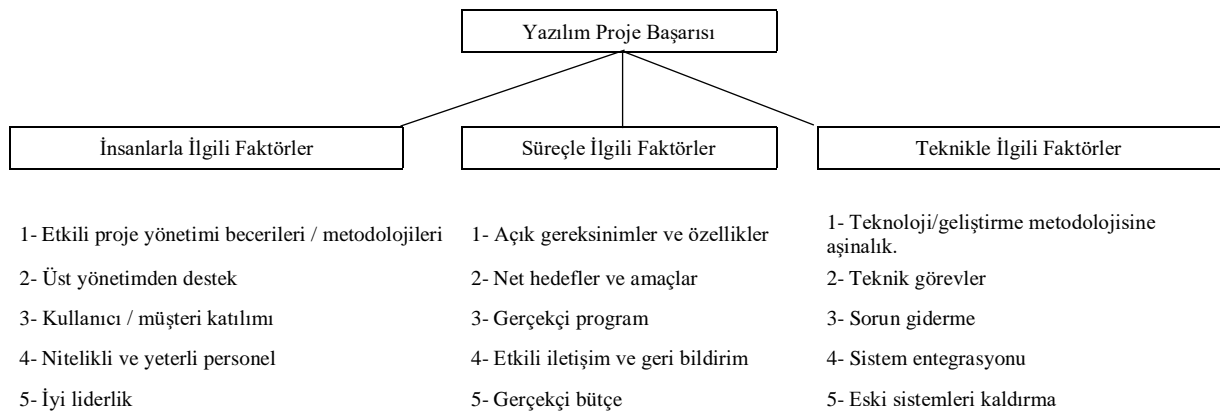 Yazılım Proje Başarısı
İnsanlarla İlgili Faktörler
1- Etkili proje yönetimi becerileri / metodolojileri
2- Üst yönetimden destek
3- Kullanıcı / müşteri katılımı
4- Nitelikli ve yeterli personel
5- İyi liderlik
Süreçle İlgili Faktörler
1- Açık gereksinimler ve özellikler
2- Net hedefler ve amaçlar
3- Gerçekçi program
4- Etkili iletişim ve geri bildirim
5- Gerçekçi bütçe
Teknikle İlgili Faktörler
1- Teknoloji/geliştirme metodolojisine
aşinalık.
2- Teknik görevler
3- Sorun giderme
4- Sistem entegrasyonu
5- Eski sistemleri kaldırma